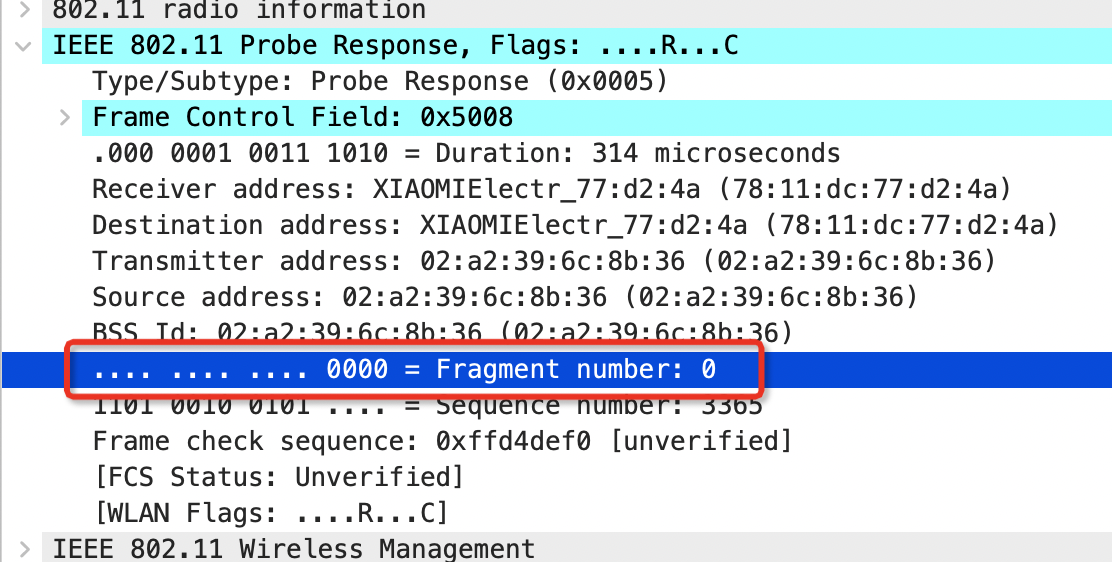 802.11 radio information
IEEE 802.11 Probe Response, Flags: ....R...C
Type/Subtype: Probe Response (0x0005)
Frame Control Field: 0x5008
.000 0001 0011 1010 = Duration: 314 microseconds
Receiver address: XIAOMIElectr_77:d2:4a (78:11:dc:77:d2:4a)
Destination address: XIAOMIElectr_77:d2:4a (78:11:dc:77:d2:4a)
Transmitter address: 02:a2:39:6c:8b:36 (02:a2:39:6c:8b:36)
Source address: 02:a2:39:6c:8b:36 (02:a2:39:6c:8b:36)
BSS Id: 02:a2:39:6c:8b:36 (02:a2:39:6c:8b:36)
.... .... .... 0000 = Fragment number: 0
1101 0010 0101 .... = Sequence number: 3365
Frame check sequence: 0xffd4def0 [unverified]
[FCS Status: Unverified]
[WLAN Flags: ....R...C]
IEEE 802.11 Wireless Management